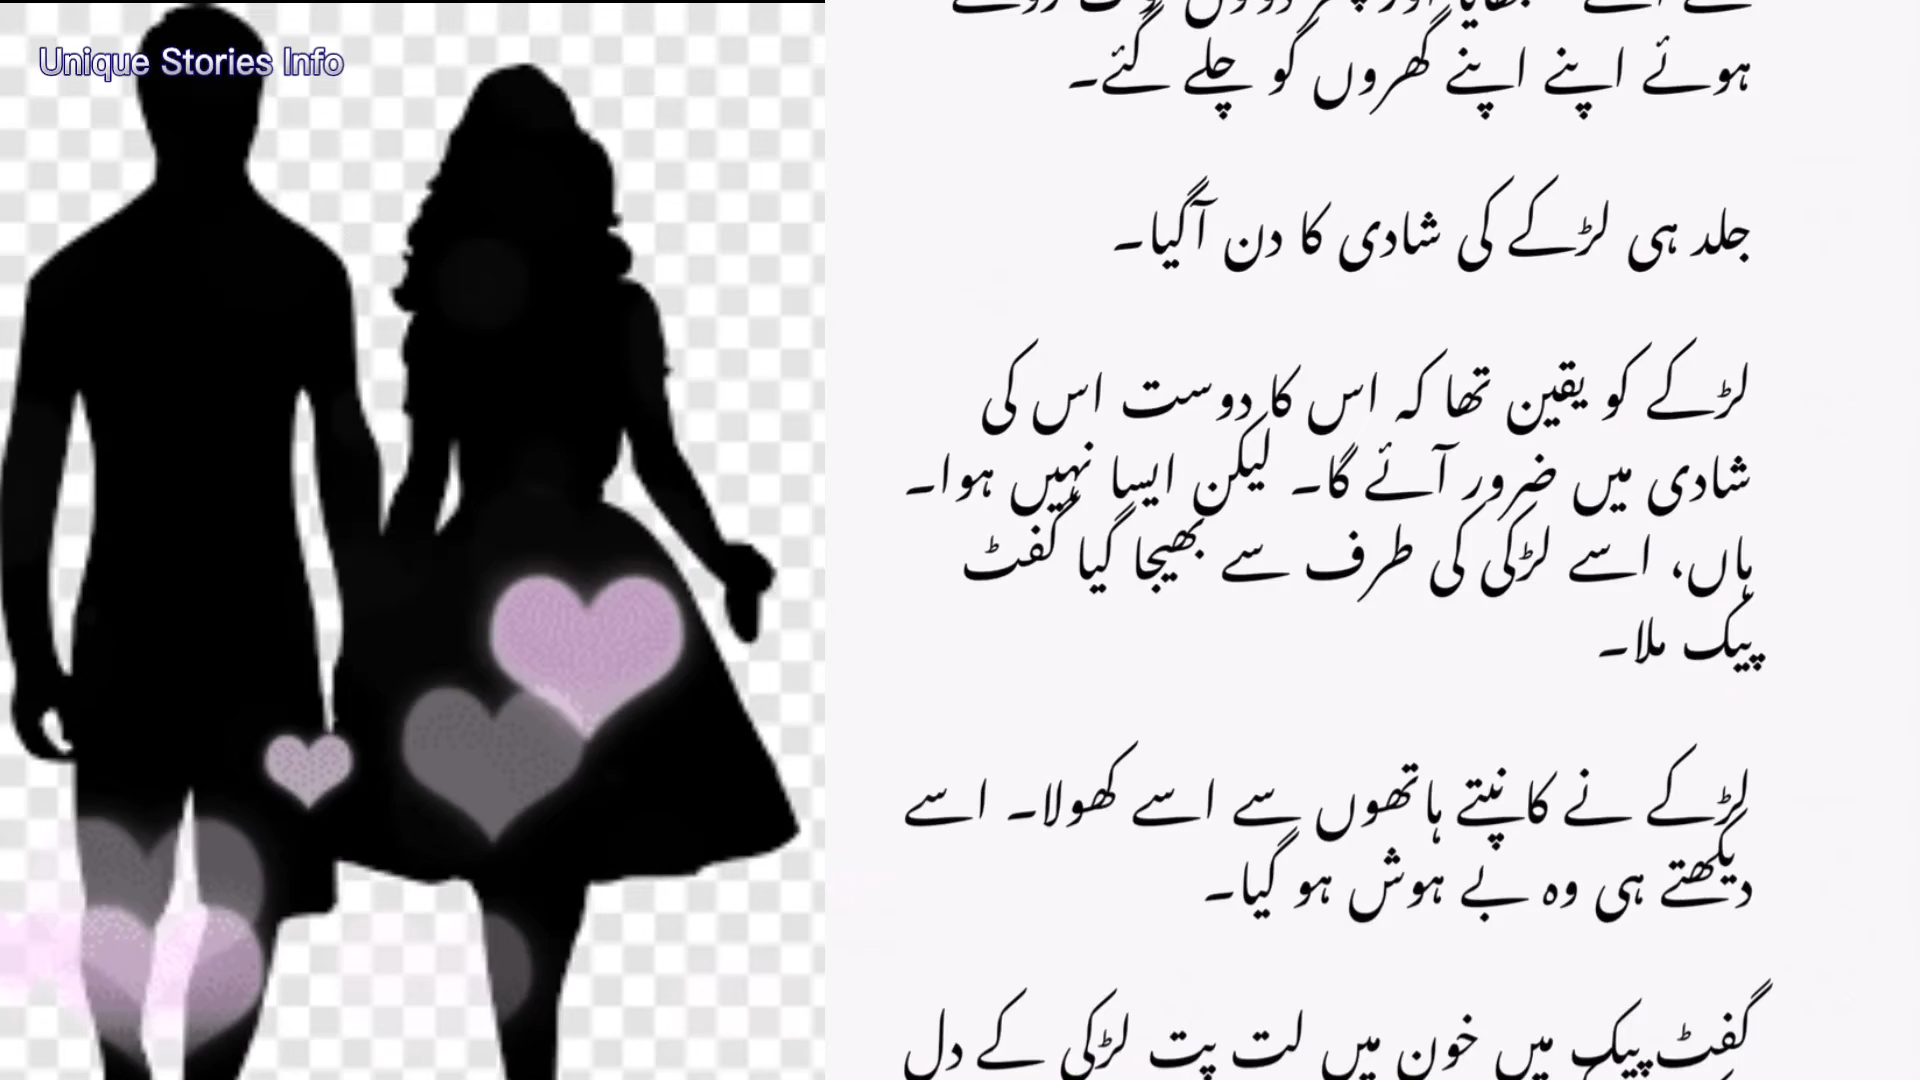 Unique Stories Info
ہوئے اپنے اپنے گھروں کو چلے گئے۔
جلد ہی لڑکے کی شادی کا دن آگیا۔
لڑکے کو یقین تھا کہ اس کا دوست اس کی
شادی میں ضرور آئے گا۔ لیکن ایسا نہیں ہوا۔
ہاں، اسے لڑکی کی طرف سے بھیجا گیا گفٹ
پیک ملا۔
لڑکے نے کانپتے ہاتھوں سے اسے کھولا۔ اسے
دیکھتے ہی وہ بے ہوش ہو گیا۔
گفٹ پیک میں خون میں لت پت لڑکی کے دل